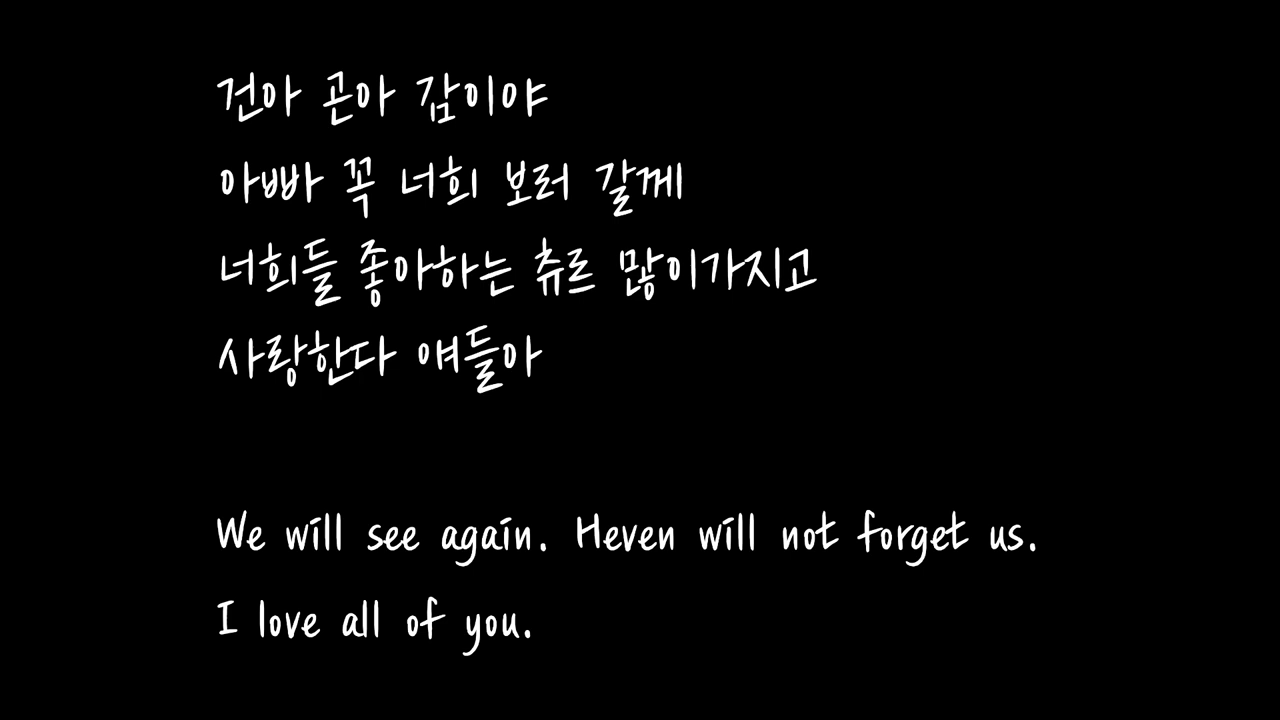 건아 곤아 감이야
아빠 꼭 너희 보러 갈께
너희들 좋아하는 츄르 많이가지고
사랑한다 얘들아
We will see again. Heven will not forget us.
I love all of you.